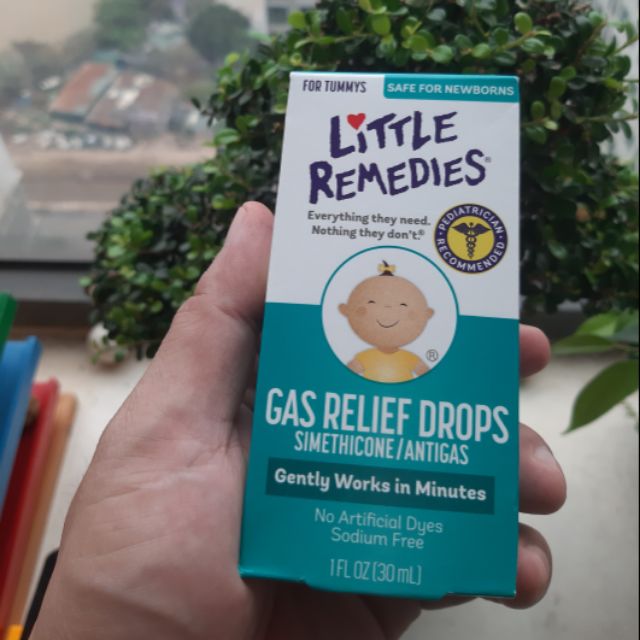 FOR TUMMYS
SAFE FOR NEWBORNS
LiTTLE
REMEDIES®
Everything they need.
Nothing they don't.®
PEDIATRICIAN
RECOMMENDED
®
GAS RELIEF DROPS
SIMETHICONE/ANTIGAS
Gently Works in Minutes
No Artificial Dyes
Sodium Free
1 FL OZ (30 mL)